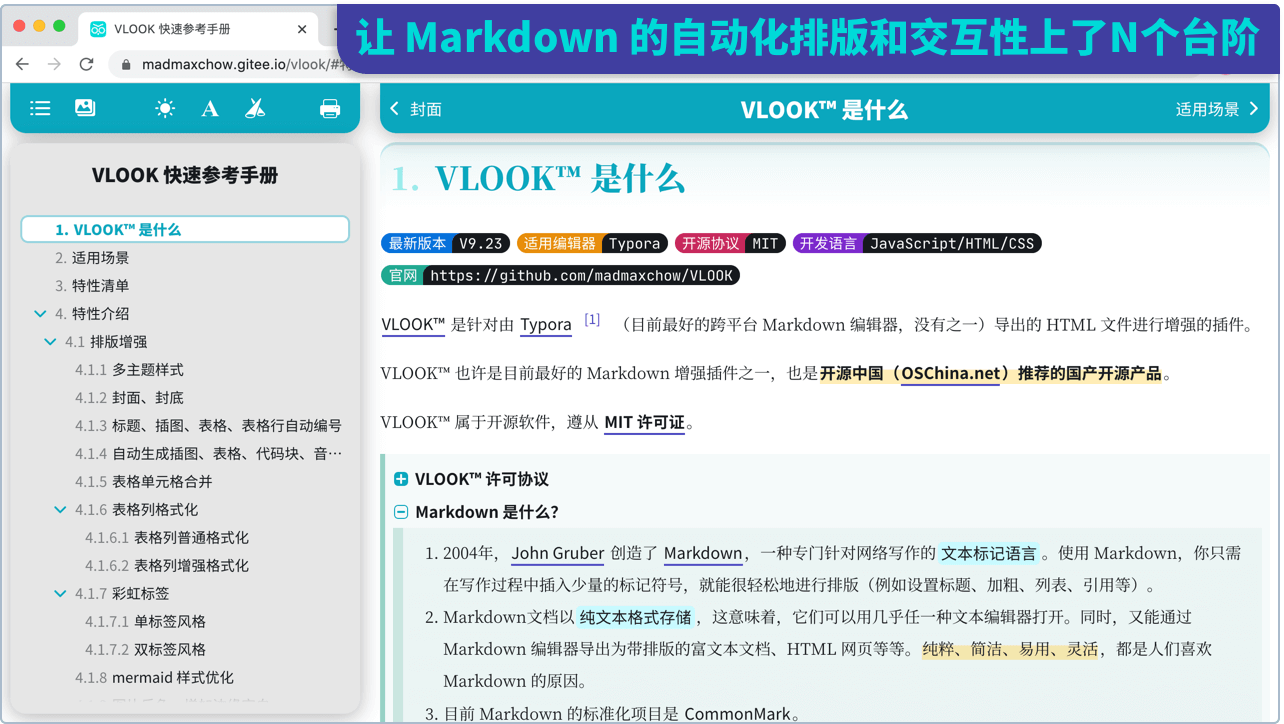 VLOOK 快速参考手册
让 Markdown 的自动化排版和交互性上了N个台阶
madmaxchow.gitee.io/vlook/#特
封面
VLOOK™ 是什么
适用场景
VLOOK 快速参考手册
1. VLOOK™ 是什么
2. 适用场景
3. 特性清单
4. 特性介绍
4.1 排版增强
4.1.1 多主题样式
4.1.2 封面、封底
4.1.3 标题、插图、表格、表格行自动编号
4.1.4 自动生成插图、表格、代码块、音…
4.1.5 表格单元格合并
4.1.6 表格列格式化
4.1.6.1 表格列普通格式化
4.1.6.2 表格列增强格式化
4.1.7 彩虹标签
4.1.7.1 单标签风格
4.1.7.2 双标签风格
4.1.8 mermaid 样式优化
1. VLOOK™ 是什么
最新版本 V9.23 适用编辑器 Typora 开源协议 MIT 开发语言 JavaScript/HTML/CSS
官网 https://github.com/madmaxchow/VLOOK
VLOOK™ 是针对由 Typora [1] （目前最好的跨平台 Markdown 编辑器，没有之一）导出的 HTML 文件进行增强的插件。
VLOOK™ 也许是目前最好的 Markdown 增强插件之一，也是开源中国（OSChina.net）推荐的国产开源产品。
VLOOK™ 属于开源软件，遵从 MIT 许可证。
VLOOK™ 许可协议
Markdown 是什么？
1. 2004年，John Gruber 创造了 Markdown，一种专门针对网络写作的 文本标记语言 。使用 Markdown，你只需
在写作过程中插入少量的标记符号，就能很轻松地进行排版（例如设置标题、加粗、列表、引用等）。
2. Markdown文档以 纯文本格式存储 ，这意味着，它们可以用几乎任一种文本编辑器打开。同时，又能通过
Markdown 编辑器导出为带排版的富文本文档、HTML 网页等等。纯粹、简洁、易用、灵活，都是人们喜欢
Markdown 的原因。
3. 目前 Markdown 的标准化项目是 CommonMark。